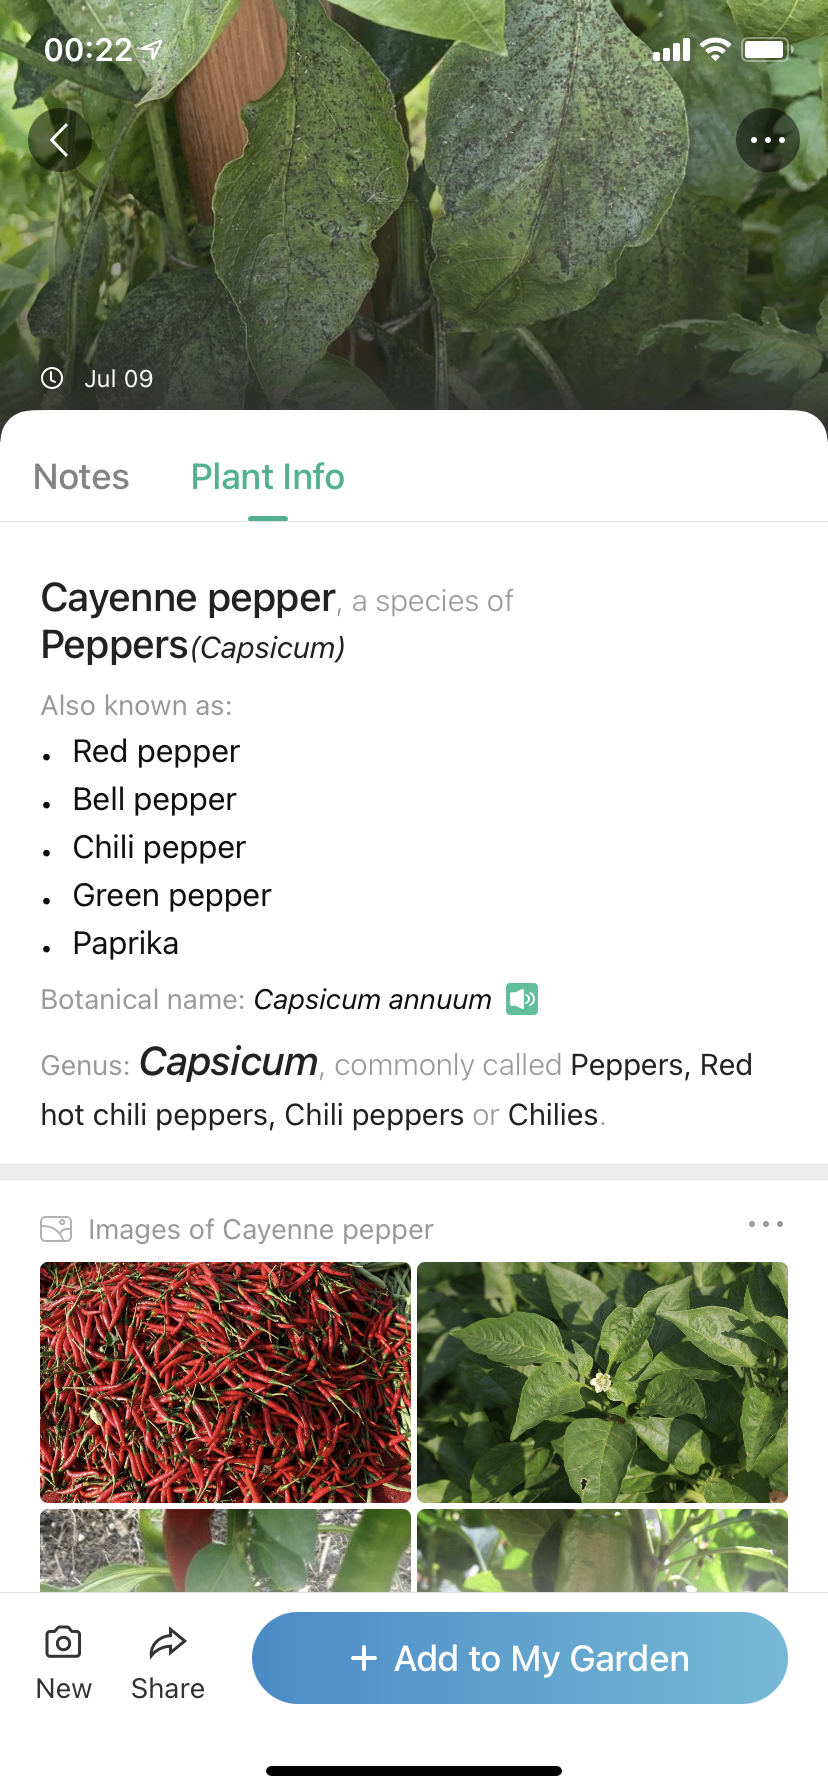 00:22
Jul 09
Notes Plant Info
Cayenne pepper, a species of
Peppers(Capsicum)
Also known as:
• Red pepper
• Bell pepper
• Chili pepper
• Green pepper
• Paprika
Botanical name: Capsicum annuum
Genus: Capsicum, commonly called Peppers, Red
hot chili peppers, Chili peppers or Chilies.
Images of Cayenne pepper
New Share + Add to My Garden